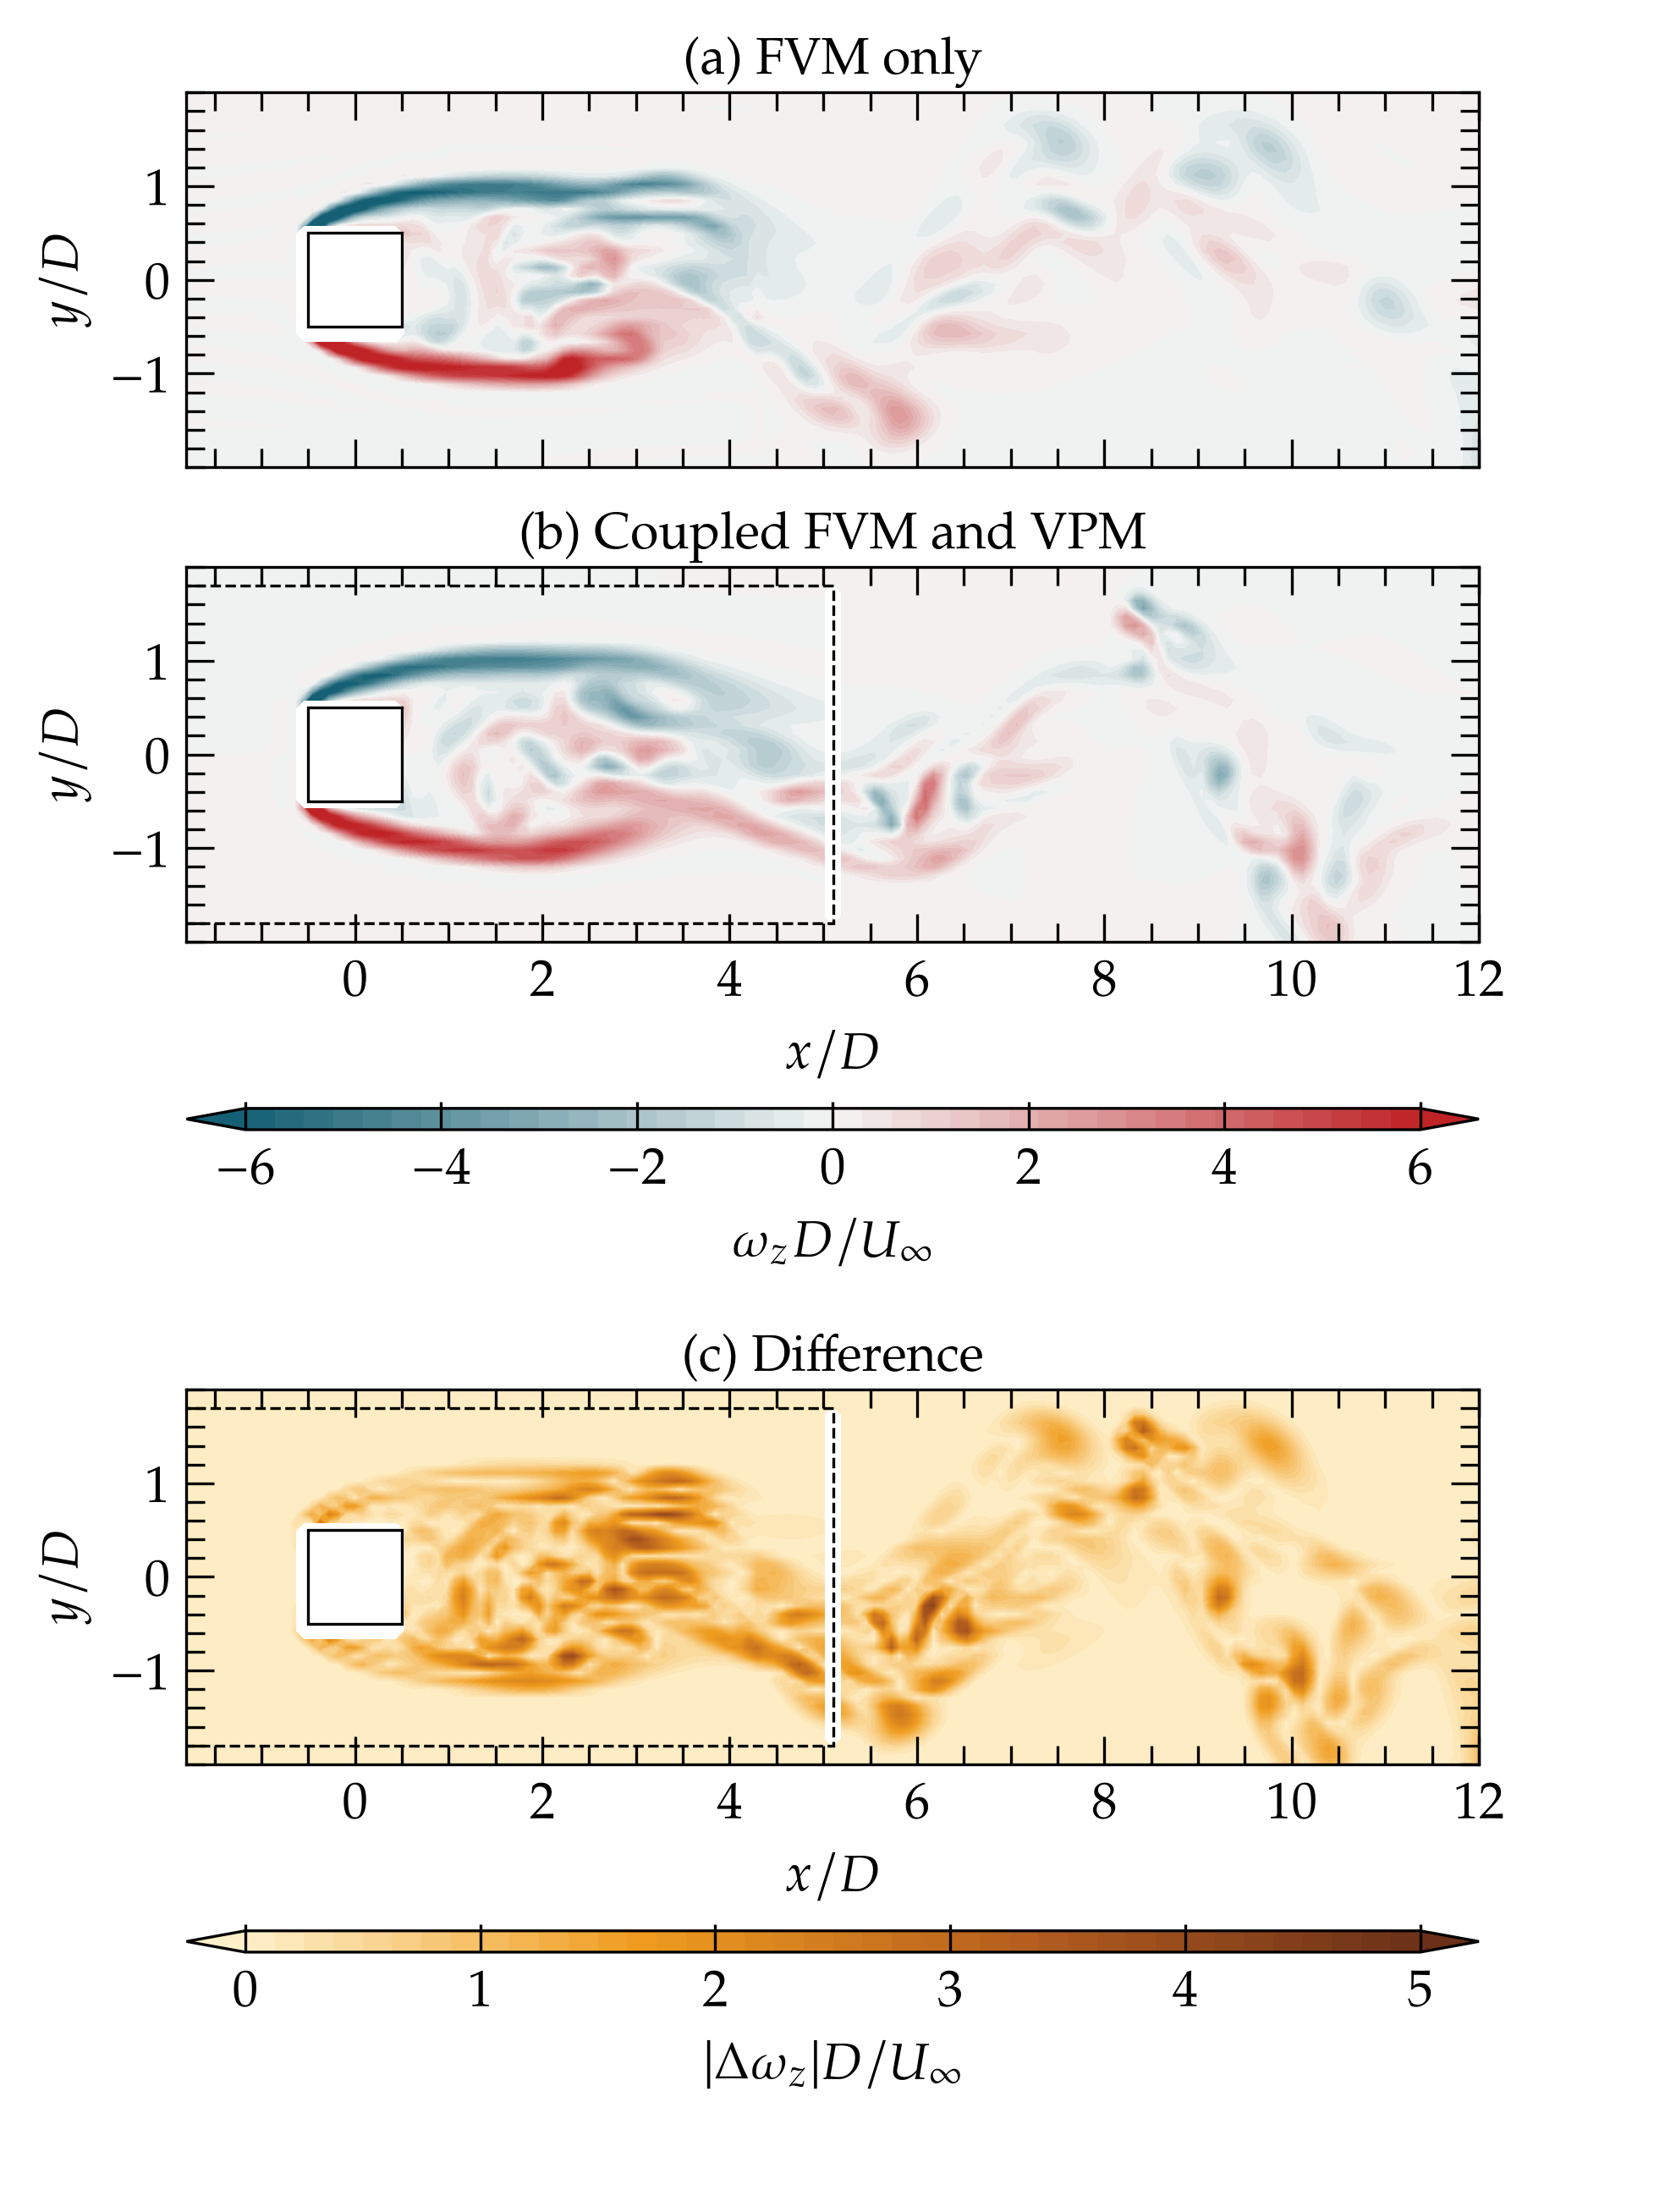 (a) FVM only
y/D
1
0
−1
(b) Coupled FVM and VPM
y/D
1
0
−1
0 2 4 6 8 10 12
x/D
−6 −4 −2 0 2 4 6
ω_z D/U_∞
(c) Difference
y/D
1
0
−1
0 2 4 6 8 10 12
x/D
0 1 2 3 4 5
|Δω_z|D/U_∞